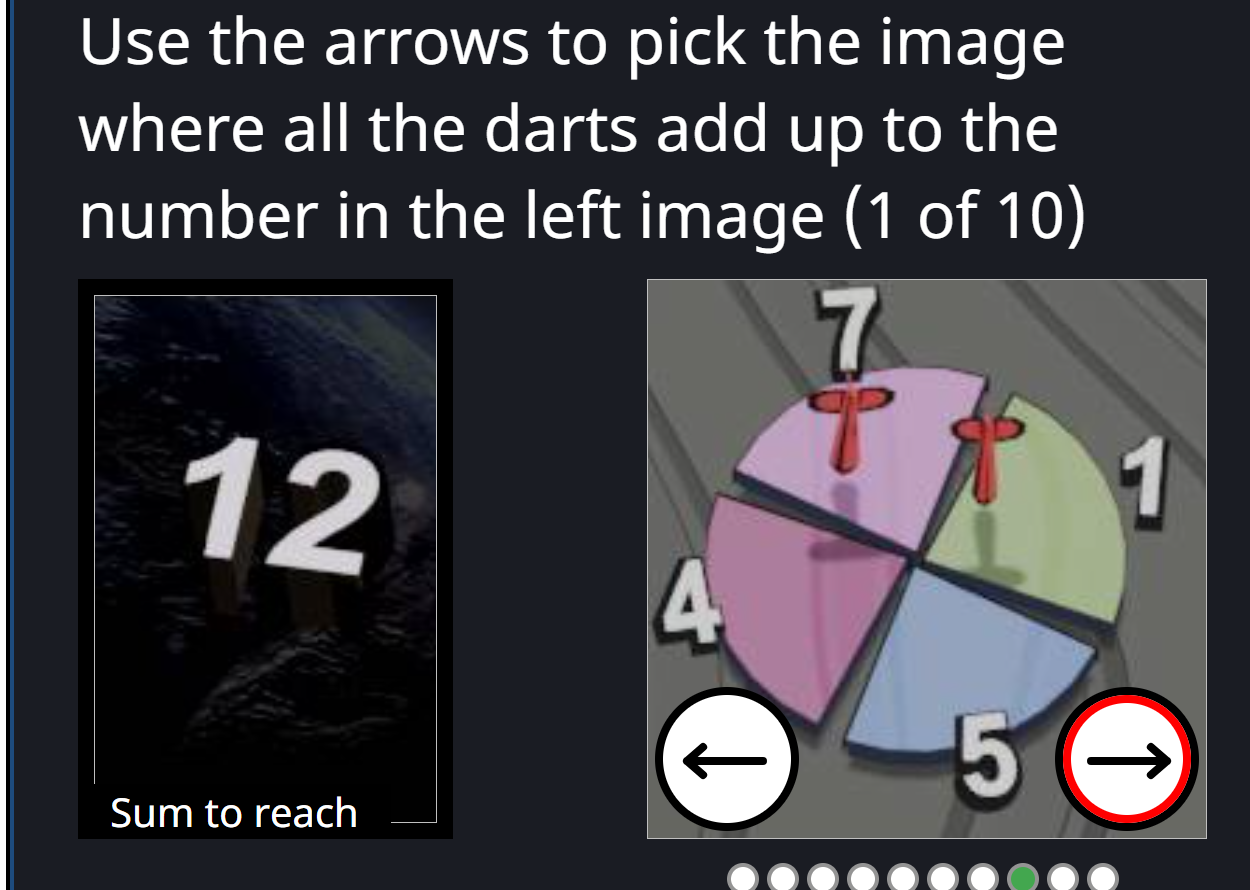 Use the arrows to pick the image
where all the darts add up to the
number in the left image (1 of 10)
12
Sum to reach
7
1
4
5